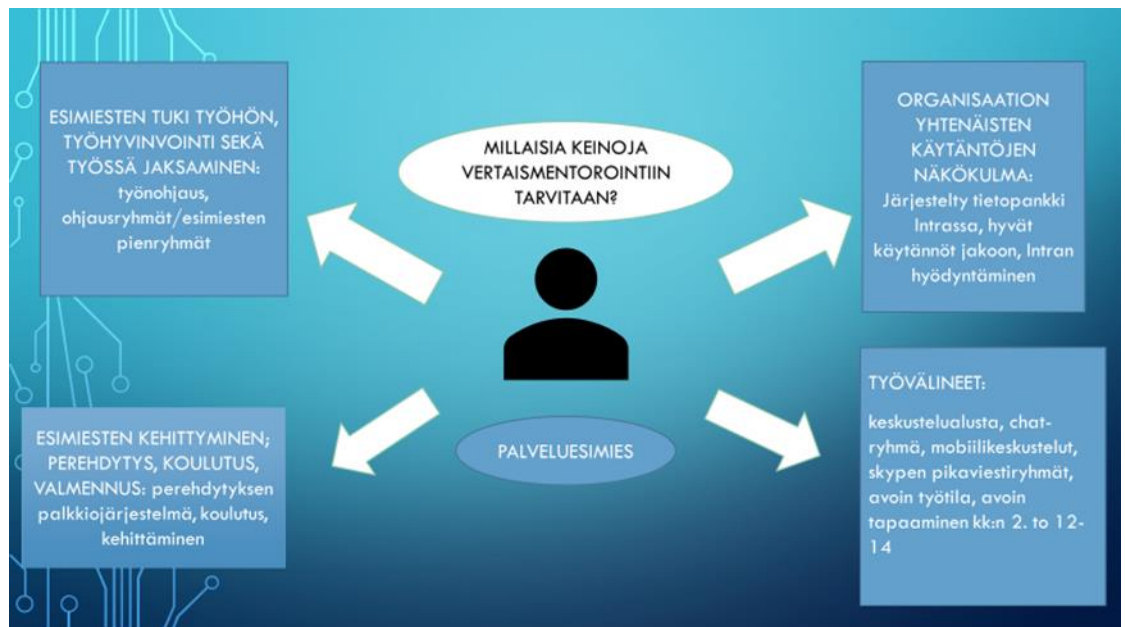 ESIMIESTEN TUKI TYÖHÖN,
TYÖHYVINVOINTI SEKÄ
TYÖSSÄ JAKSAMINEN:
työnohjaus,
ohjausryhmät/esimiesten
pienryhmät
MILLAISIA KEINOJA
VERTAISMENTOROINTIIN
TARVITAAN?
ORGANISAATION
YHTENÄISTEN
KÄYTÄNTÖJEN
NÄKÖKULMA:
Järjestelty tietopankki
Intrassa, hyvät
käytännöt jakoon, Intran
hyödyntäminen
ESIMIESTEN KEHITTYMINEN;
PEREHDYTYS, KOULUTUS,
VALMENNUS: perehdytyksen
palkkiojärjestelmä, koulutus,
kehittäminen
PALVELUESIMIES
TYÖVÄLINEET:
keskustelualusta, chat-
ryhmä, mobiilikeskustelut,
skypen pikaviestiryhmät,
avoin työtila, avoin
tapaaminen kk:n 2. to 12-
14